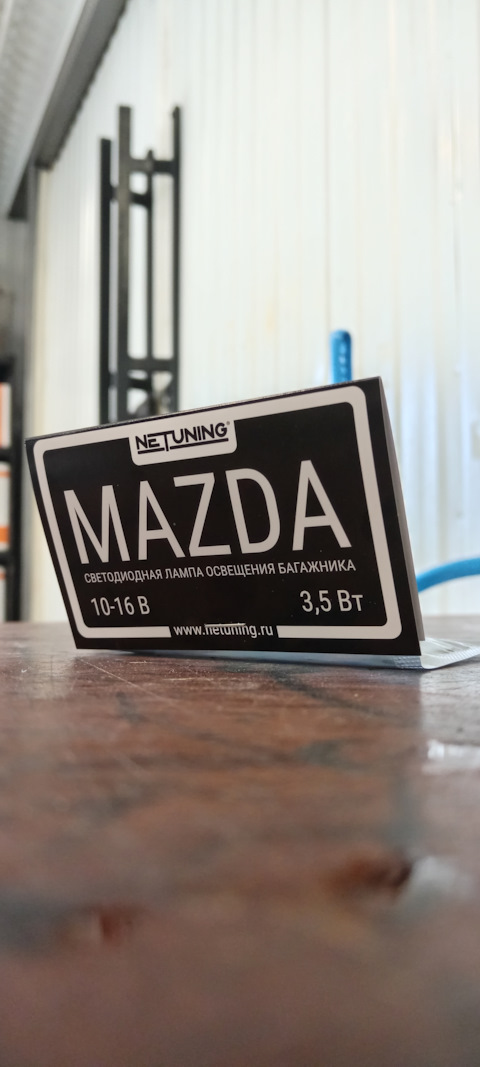 NETUNING®
MAZDA
СВЕТОДИОДНАЯ ЛАМПА ОСВЕЩЕНИЯ БАГАЖНИКА
10-16 В 3,5 Вт
www.netuning.ru